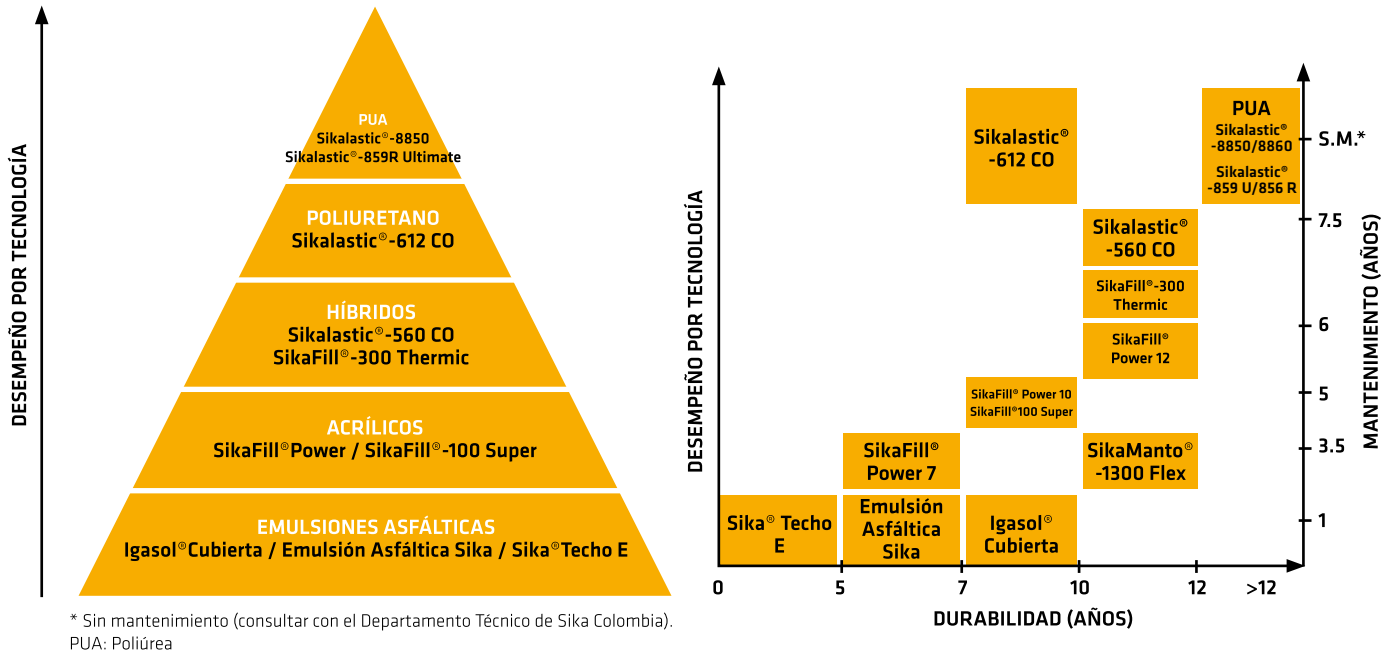 DESEMPEÑO POR TECNOLOGÍA
PUA
Sikalastic®-8850
Sikalastic®-859R Ultimate
POLIURETANO
Sikalastic®-612 CO
HÍBRIDOS
Sikalastic®-560 CO
SikaFill®-300 Thermic
ACRÍLICOS
SikaFill®Power / SikaFill®-100 Super
EMULSIONES ASFÁLTICAS
Igasol®Cubierta / Emulsión Asfáltica Sika / Sika®Techo E
* Sin mantenimiento (consultar con el Departamento Técnico de Sika Colombia).
PUA: Poliúrea
DESEMPEÑO POR TECNOLOGÍA
Sikalastic®
-612 CO
PUA
Sikalastic®
-8850/8860
Sikalastic®
-859 U/856 R
Sikalastic®
-560 CO
SikaFill®-300
Thermic
SikaFill®
Power 12
SikaFill® Power 10
SikaFill®100 Super
SikaFill®
Power 7
SikaManto®
-1300 Flex
Sika® Techo
E
Emulsión
Asfáltica
Sika
Igasol®
Cubierta
S.M.*
7.5
6
5
3.5
1
MANTENIMIENTO (AÑOS)
0
5
7
10
12
>12
DURABILIDAD (AÑOS)